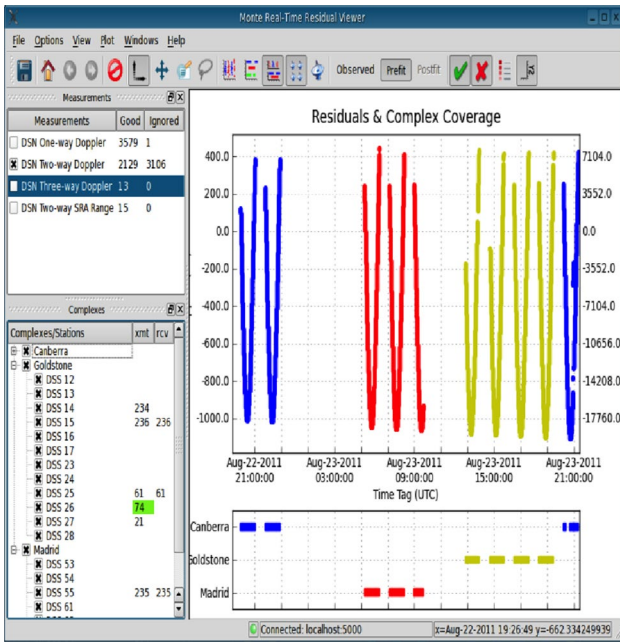 Monte Real-Time Residual Viewer
File Options View Plot Windows Help
Observed Prefit Postfit
Measurements
Measurements Good Ignored
DSN One-way Doppler 3579 1
DSN Two-way Doppler 2129 3106
DSN Three-way Doppler 13 0
DSN Two-way SRA Range 15 0
Complexes
Complexes/Stations xmt rcv
Canberra
Goldstone
DSS 12
DSS 13
DSS 14 234
DSS 15 236 236
DSS 16
DSS 17
DSS 23
DSS 24
DSS 25 61 61
DSS 26 74
DSS 27 21
DSS 28
Madrid
DSS 53
DSS 54
DSS 55 235 235
DSS 61
Residuals & Complex Coverage
400.0 7104.0
200.0 3552.0
0.0 0.0
-200.0 -3552.0
-400.0 -7104.0
-600.0 -10656.0
-800.0 -14208.0
-1000.0 -17760.0
Aug-22-2011 Aug-23-2011 Aug-23-2011 Aug-23-2011 Aug-23-2011
21:00:00 03:00:00 09:00:00 15:00:00 21:00:00
Time Tag (UTC)
Canberra
Goldstone
Madrid
Connected: localhost:5000 x=Aug-22-2011 19:26:49 y=-662.334249939